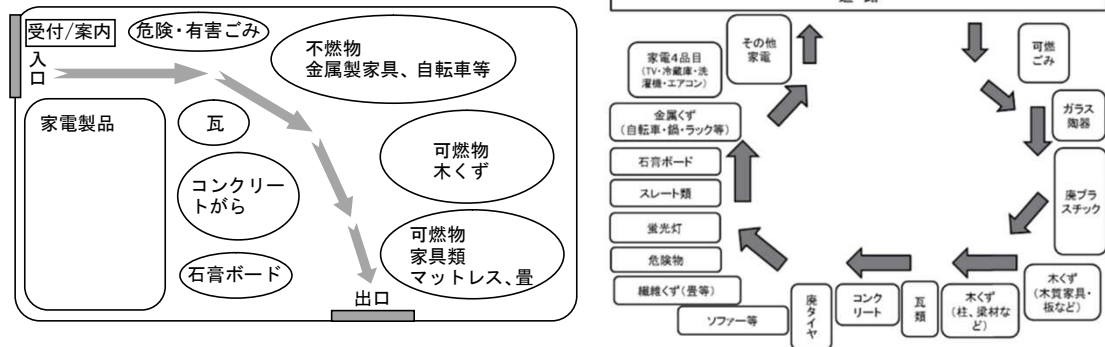 受付/案内
危険・有害ごみ
入
口
不燃物
金属製家具、自転車等
家電製品
瓦
可燃物
木くず
コンクリー
トがら
可燃物
家具類
マットレス、畳
石膏ボード
出口
その他
家電
可燃
ごみ
家電4品目
(TV・冷蔵庫・洗
濯機・エアコン)
ガラス
陶器
金属くず
(自転車・鍋・ラック等)
石膏ボード
スレート類
廃プラ
スチック
蛍光灯
危険物
繊維くず(畳等)
木くず
(木質家具・
板など)
ソファー等
廃タイヤ
コンク
リート
瓦類
木くず
(柱、梁材な
ど)